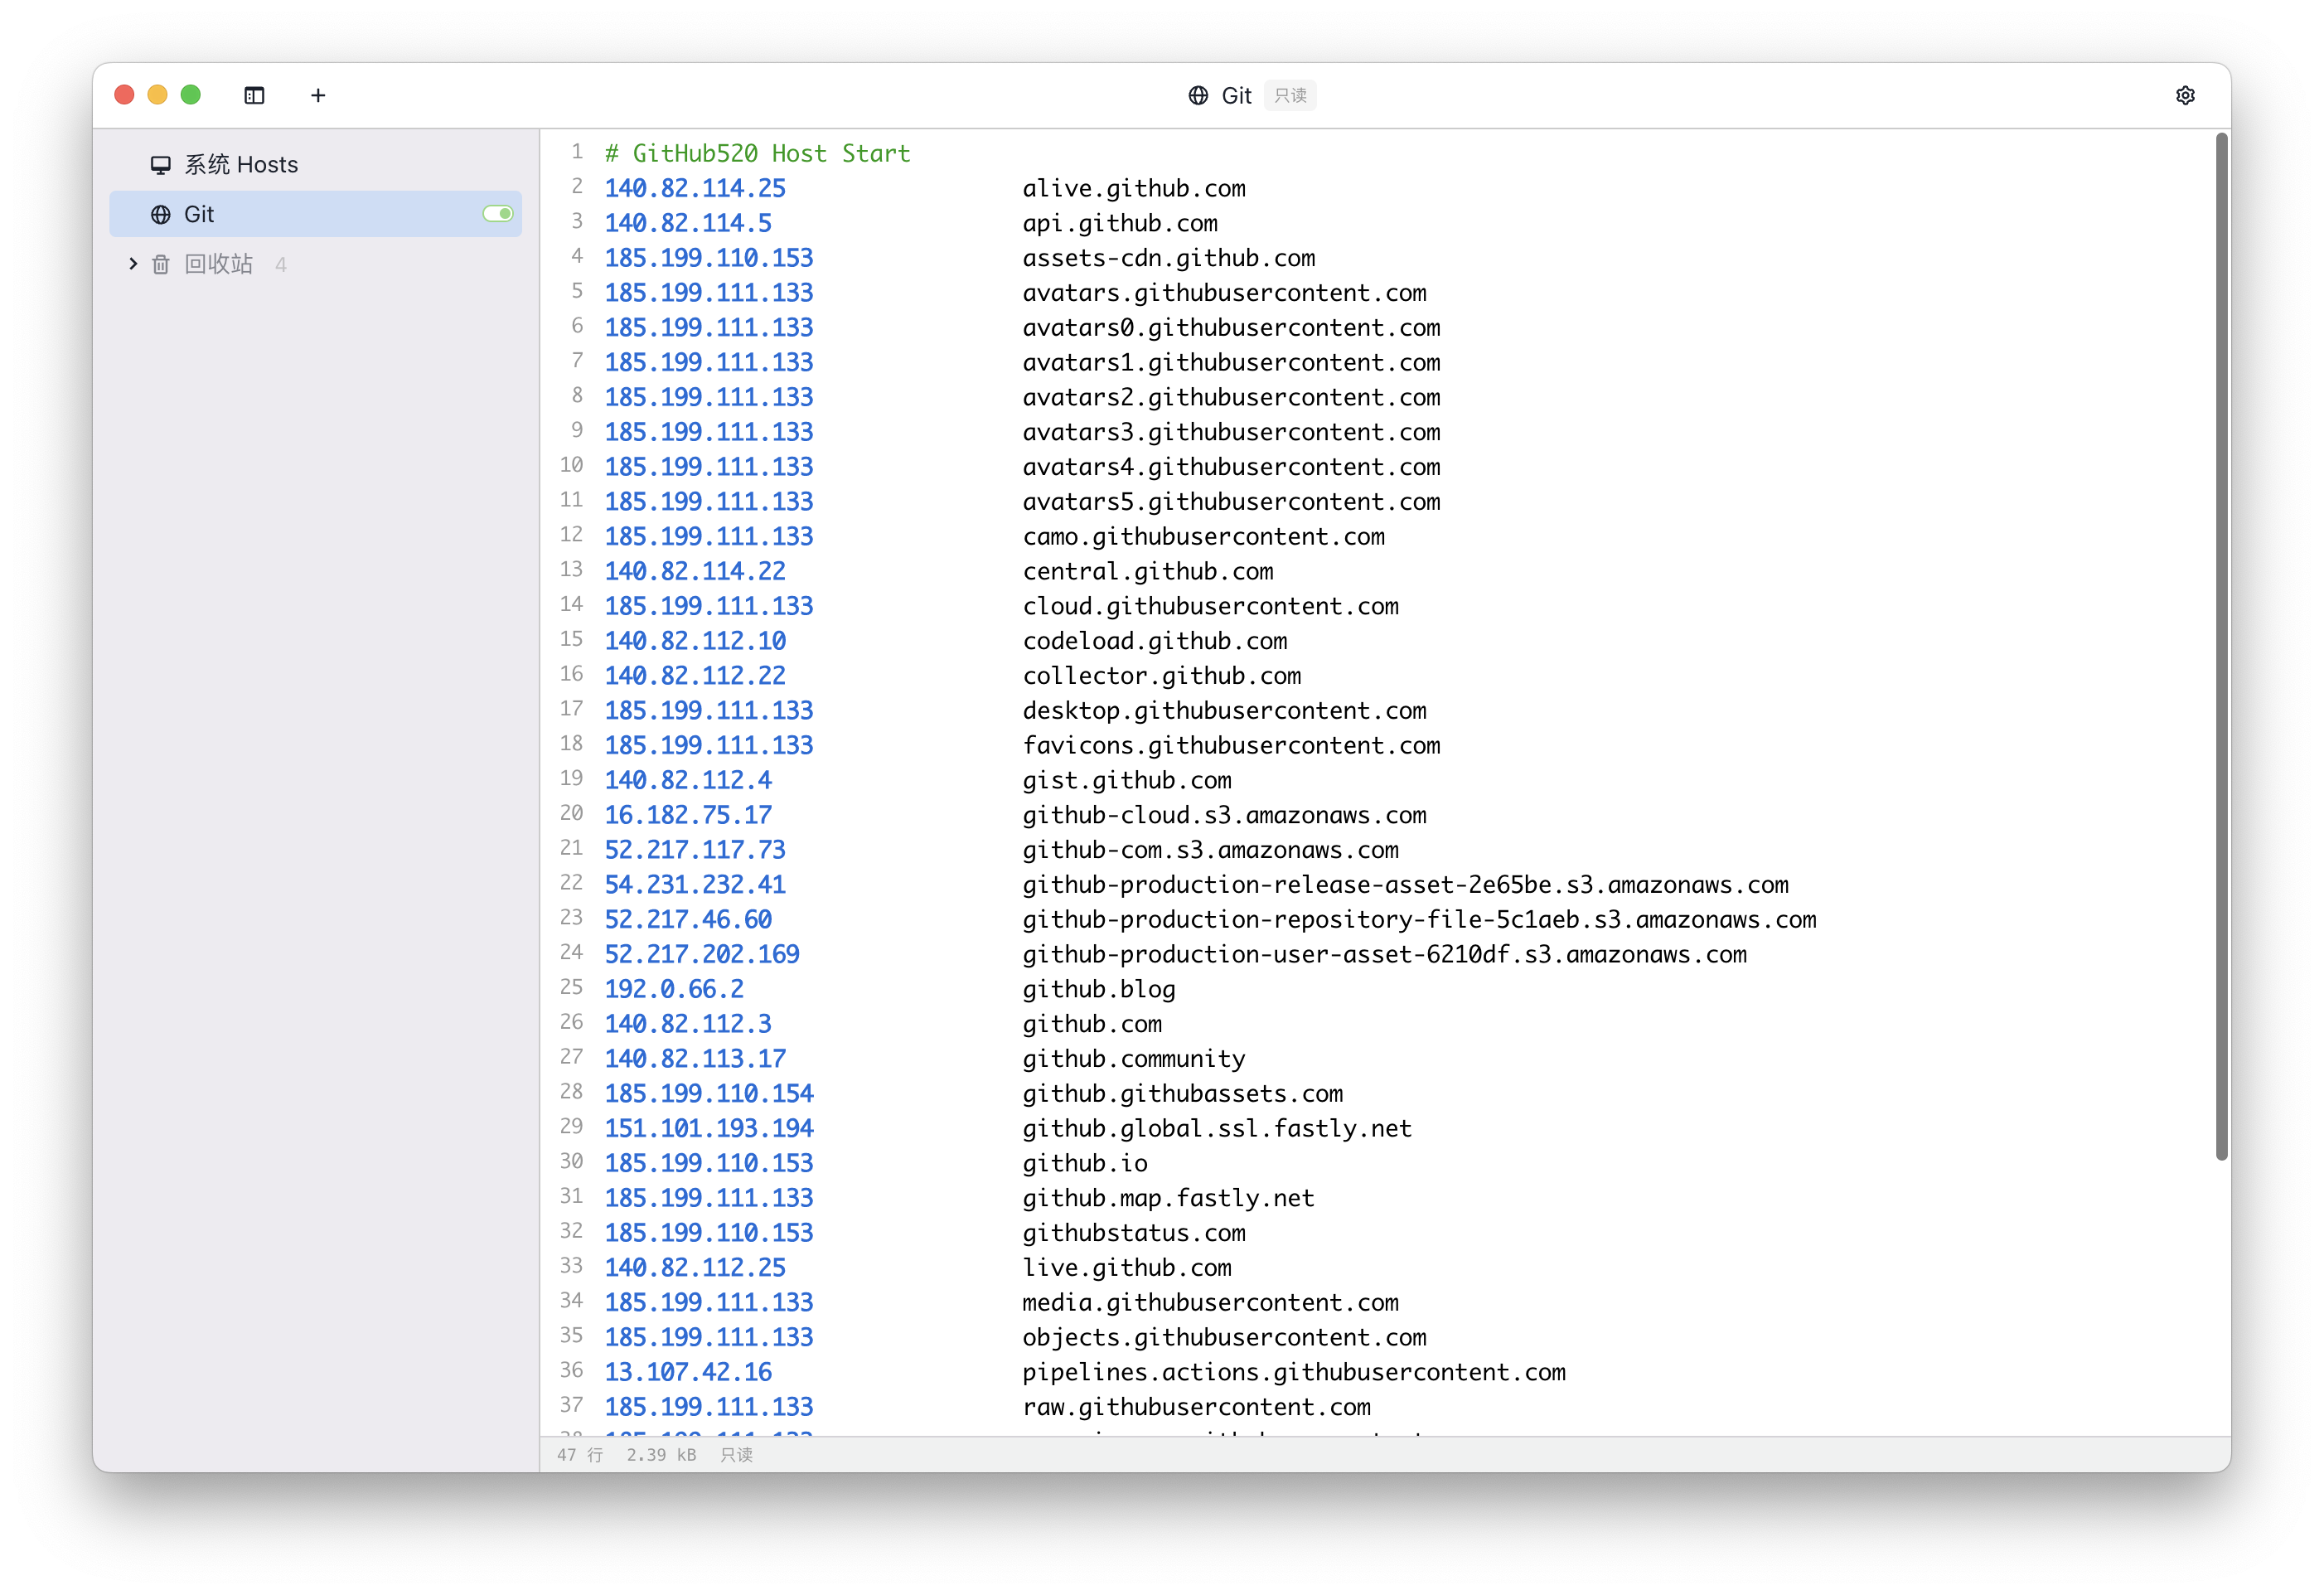 Git 只读
系统 Hosts
Git
回收站 4
1 # GitHub520 Host Start
2 140.82.114.25 alive.github.com
3 140.82.114.5 api.github.com
4 185.199.110.153 assets-cdn.github.com
5 185.199.111.133 avatars.githubusercontent.com
6 185.199.111.133 avatars0.githubusercontent.com
7 185.199.111.133 avatars1.githubusercontent.com
8 185.199.111.133 avatars2.githubusercontent.com
9 185.199.111.133 avatars3.githubusercontent.com
10 185.199.111.133 avatars4.githubusercontent.com
11 185.199.111.133 avatars5.githubusercontent.com
12 185.199.111.133 camo.githubusercontent.com
13 140.82.114.22 central.github.com
14 185.199.111.133 cloud.githubusercontent.com
15 140.82.112.10 codeload.github.com
16 140.82.112.22 collector.github.com
17 185.199.111.133 desktop.githubusercontent.com
18 185.199.111.133 favicons.githubusercontent.com
19 140.82.112.4 gist.github.com
20 16.182.75.17 github-cloud.s3.amazonaws.com
21 52.217.117.73 github-com.s3.amazonaws.com
22 54.231.232.41 github-production-release-asset-2e65be.s3.amazonaws.com
23 52.217.46.60 github-production-repository-file-5c1aeb.s3.amazonaws.com
24 52.217.202.169 github-production-user-asset-6210df.s3.amazonaws.com
25 192.0.66.2 github.blog
26 140.82.112.3 github.com
27 140.82.113.17 github.community
28 185.199.110.154 github.githubassets.com
29 151.101.193.194 github.global.ssl.fastly.net
30 185.199.110.153 github.io
31 185.199.111.133 github.map.fastly.net
32 185.199.110.153 githubstatus.com
33 140.82.112.25 live.github.com
34 185.199.111.133 media.githubusercontent.com
35 185.199.111.133 objects.githubusercontent.com
36 13.107.42.16 pipelines.actions.githubusercontent.com
37 185.199.111.133 raw.githubusercontent.com
47 行 2.39 kB 只读